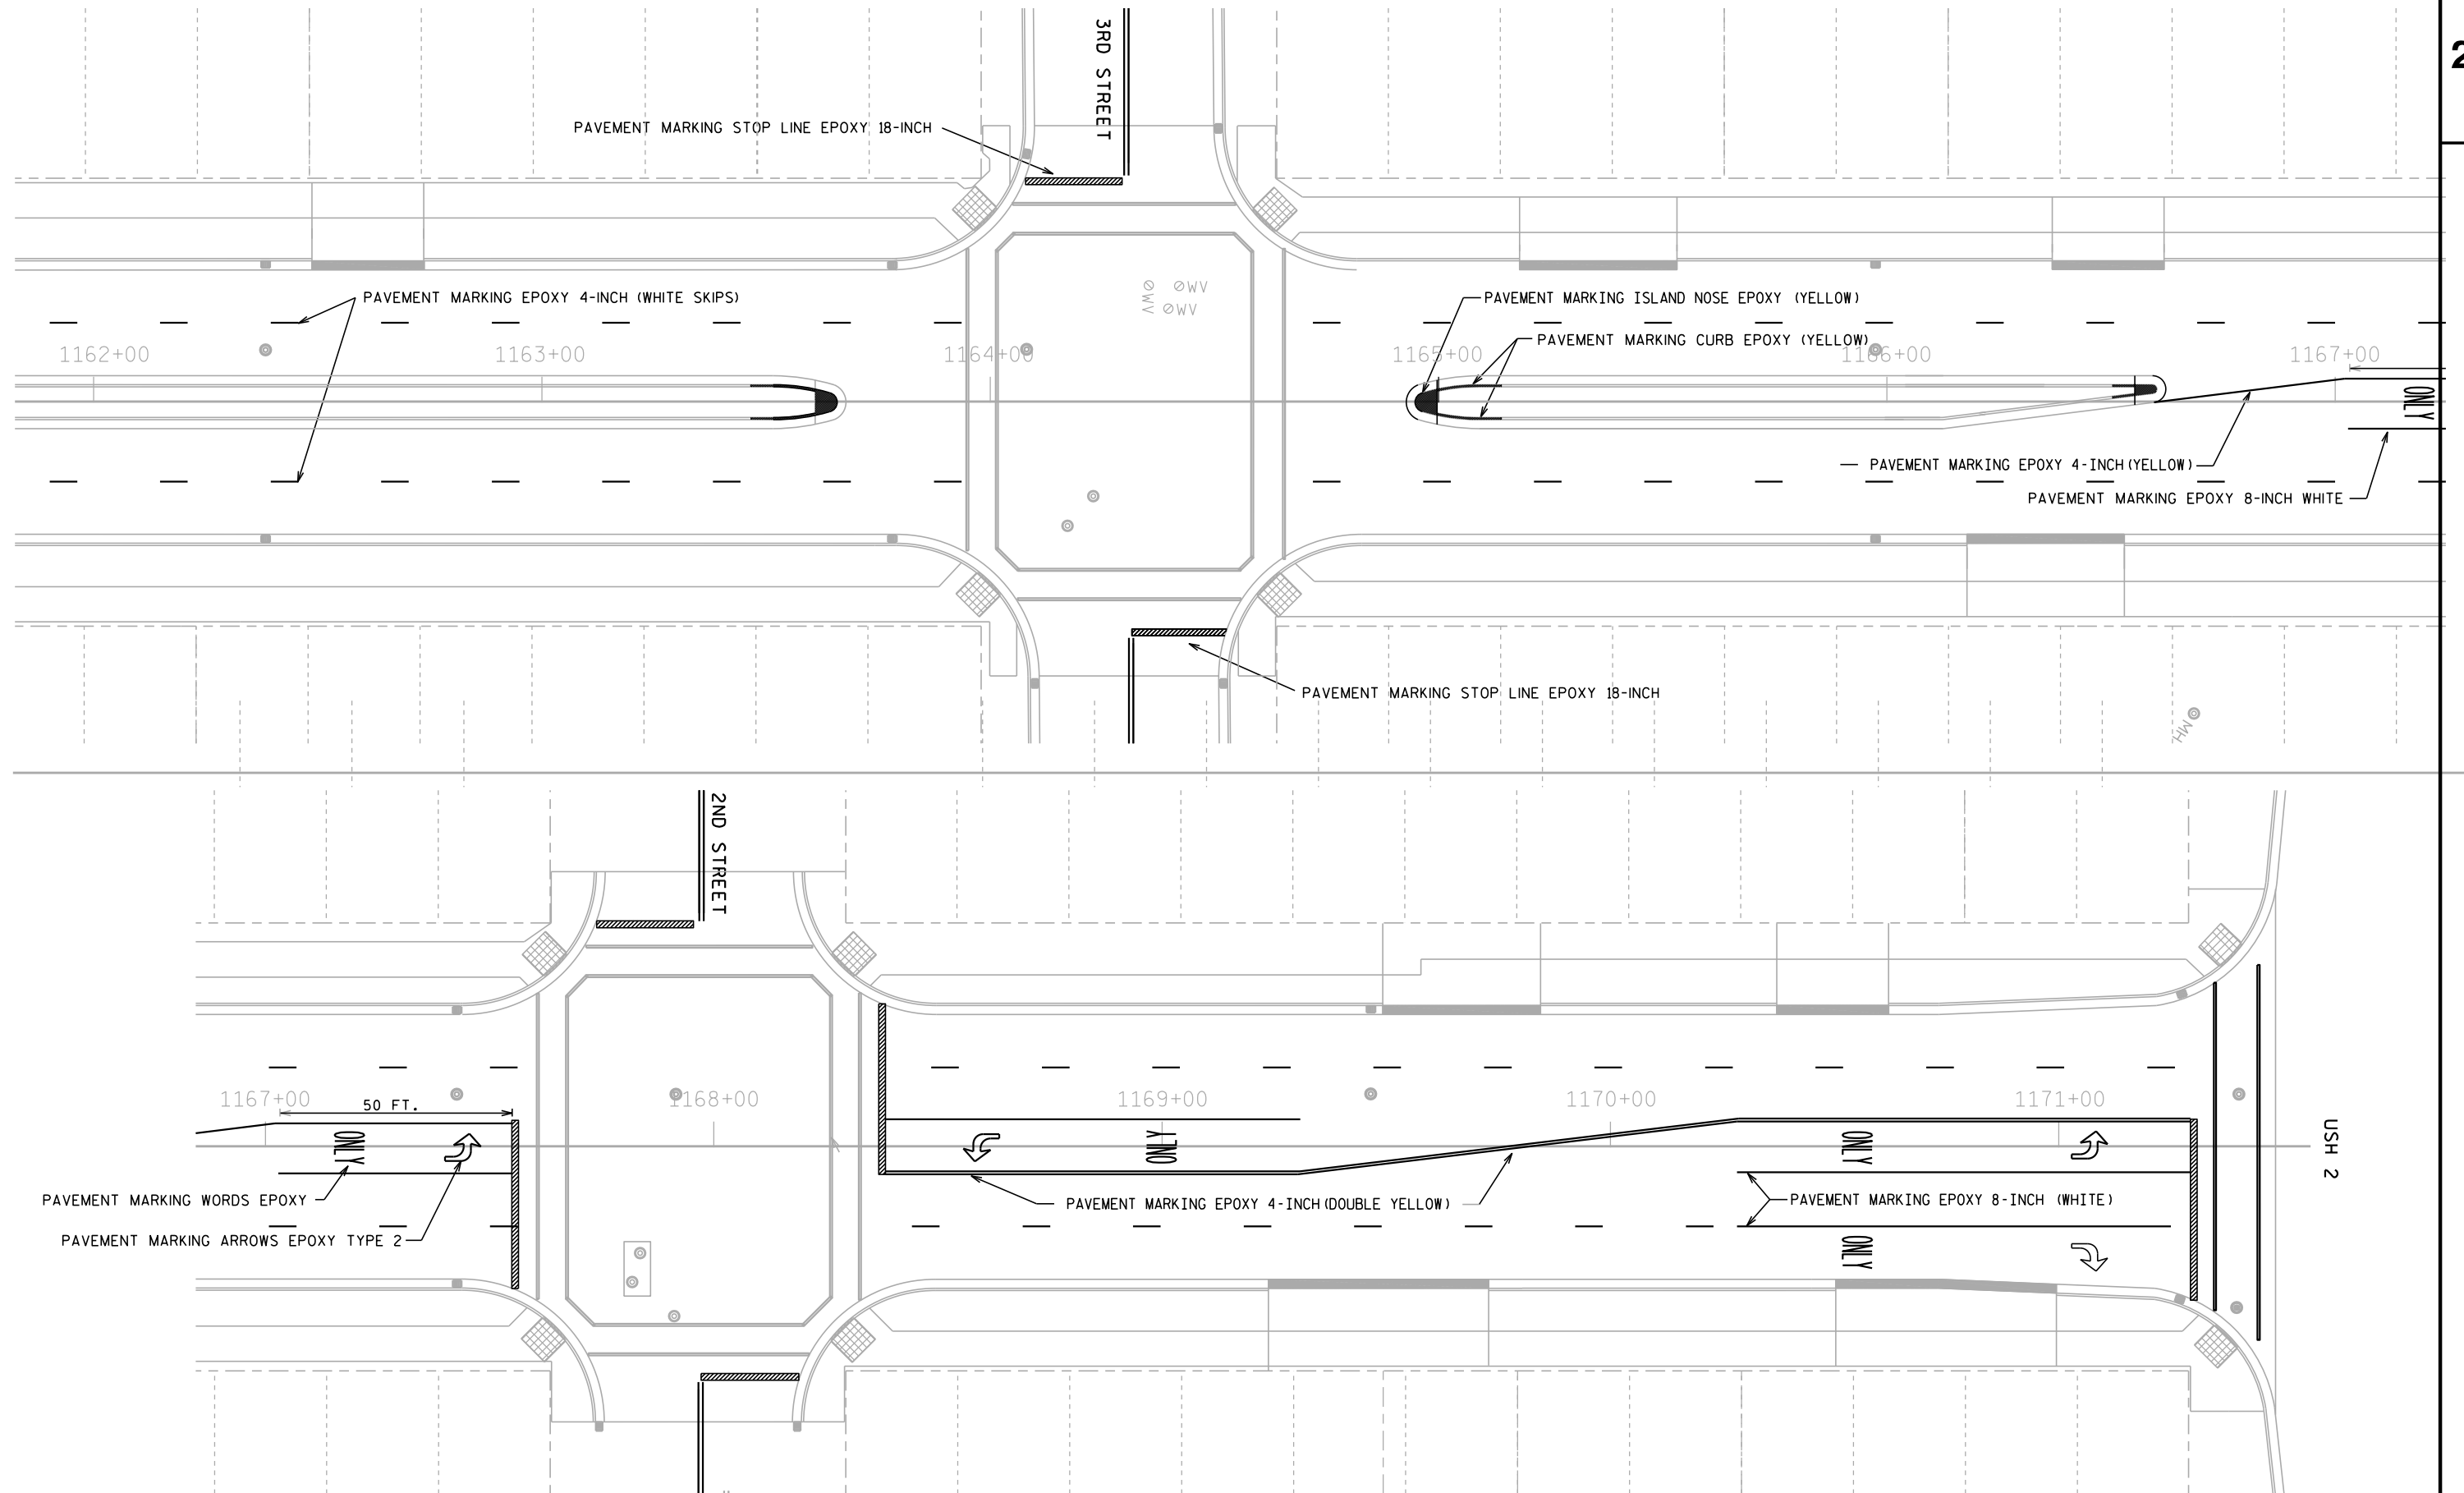 2
3RD STREET
PAVEMENT MARKING STOP LINE EPOXY 18-INCH
WV
WV
WV
PAVEMENT MARKING EPOXY 4-INCH (WHITE SKIPS)
PAVEMENT MARKING ISLAND NOSE EPOXY (YELLOW)
PAVEMENT MARKING CURB EPOXY (YELLOW)
1162+00
1163+00
1164+00
1165+00
1166+00
1167+00
ONLY
PAVEMENT MARKING EPOXY 4-INCH (YELLOW)
PAVEMENT MARKING EPOXY 8-INCH WHITE
PAVEMENT MARKING STOP LINE EPOXY 18-INCH
MH
2ND STREET
1167+00
50 FT.
1168+00
1169+00
1170+00
1171+00
ONLY
ONLY
ONLY
USH 2
PAVEMENT MARKING WORDS EPOXY
PAVEMENT MARKING EPOXY 4-INCH (DOUBLE YELLOW)
PAVEMENT MARKING EPOXY 8-INCH (WHITE)
PAVEMENT MARKING ARROWS EPOXY TYPE 2
ONLY